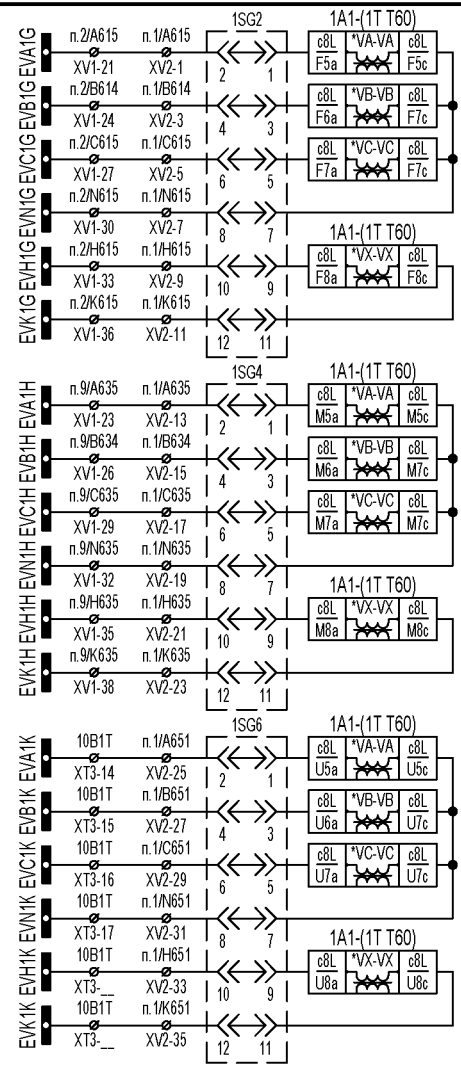 1SG2 1A1-(1T T60)
EVA1G п.2/A615 п.1/A615 c8L *VA-VA c8L
XV1-21 XV2-1 2 1 F5a F5c
EVB1G п.2/B614 п.1/B614 c8L *VB-VB c8L
XV1-24 XV2-3 4 3 F6a F7c
EVC1G п.2/C615 п.1/C615 c8L *VC-VC c8L
XV1-27 XV2-5 6 5 F7a F7c
EVN1G п.2/N615 п.1/N615
XV1-30 XV2-7 8 7
1A1-(1T T60)
EVH1G п.2/H615 п.1/H615 c8L *VX-VX c8L
XV1-33 XV2-9 10 9 F8a F8c
EVK1G п.2/K615 п.1/K615
XV1-36 XV2-11 12 11
1SG4 1A1-(1T T60)
EVA1H п.9/A635 п.1/A635 c8L *VA-VA c8L
XV1-23 XV2-13 2 1 M5a M5c
EVB1H п.9/B634 п.1/B634 c8L *VB-VB c8L
XV1-26 XV2-15 4 3 M6a M7c
EVC1H п.9/C635 п.1/C635 c8L *VC-VC c8L
XV1-29 XV2-17 6 5 M7a M7c
EVN1H п.9/N635 п.1/N635
XV1-32 XV2-19 8 7
1A1-(1T T60)
EVH1H п.9/H635 п.1/H635 c8L *VX-VX c8L
XV1-35 XV2-21 10 9 M8a M8c
EVK1H п.9/K635 п.1/K635
XV1-38 XV2-23 12 11
1SG6 1A1-(1T T60)
EVA1K 10B1T п.1/A651 c8L *VA-VA c8L
XT3-14 XV2-25 2 1 U5a U5c
EVB1K 10B1T п.1/B651 c8L *VB-VB c8L
XT3-15 XV2-27 4 3 U6a U7c
EVC1K 10B1T п.1/C651 c8L *VC-VC c8L
XT3-16 XV2-29 6 5 U7a U7c
EVN1K 10B1T п.1/N651
XT3-17 XV2-31 8 7
1A1-(1T T60)
EVH1K 10B1T п.1/H651 c8L *VX-VX c8L
XT3-__ XV2-33 10 9 U8a U8c
EVK1K 10B1T п.1/K651
XT3-__ XV2-35 12 11